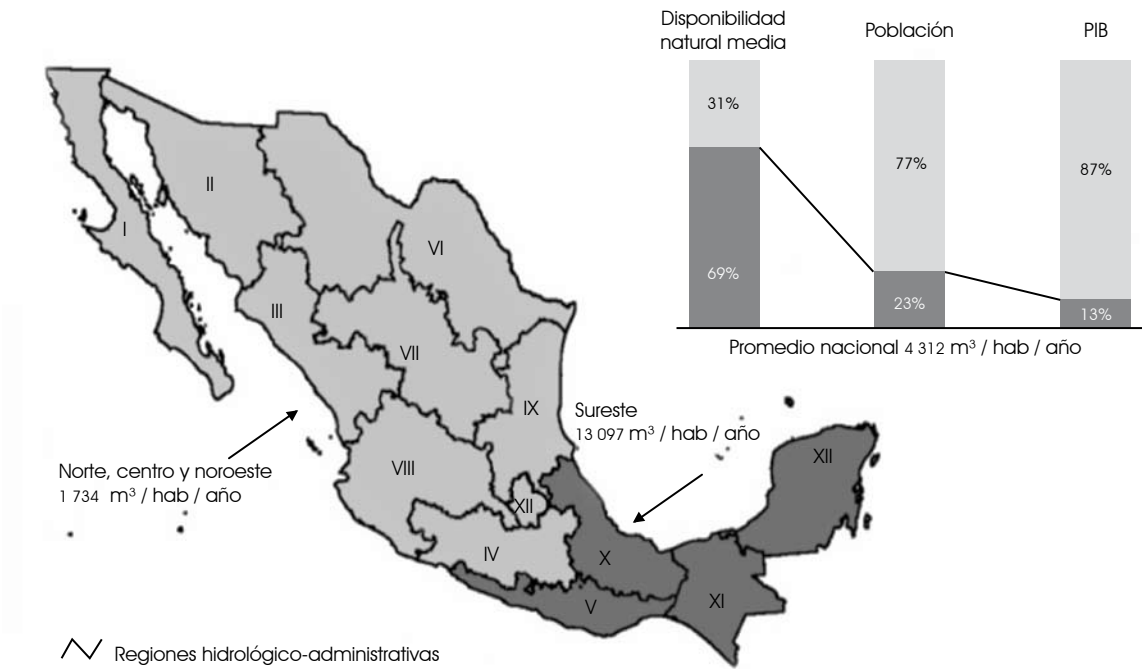 Disponibilidad
natural media
Población
PIB
31%
69%
77%
23%
87%
13%
Promedio nacional 4 312 m³ / hab / año
I
II
III
VI
VII
IX
VIII
XII
IV
X
V
XI
XII
Sureste
13 097 m³ / hab / año
Norte, centro y noroeste
1 734 m³ / hab / año
Regiones hidrológico-administrativas